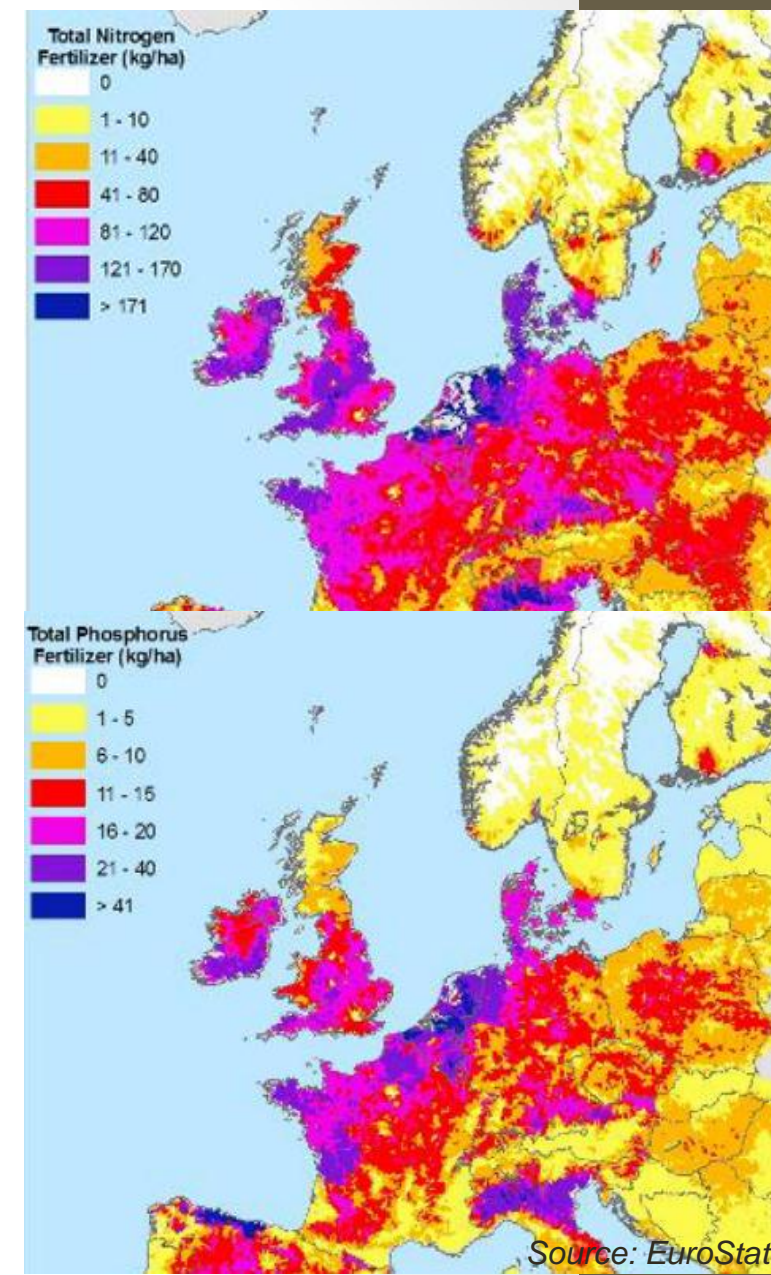 Total Nitrogen
Fertilizer (kg/ha)
0
1 - 10
11 - 40
41 - 80
81 - 120
121 - 170
> 171
Total Phosphorus
Fertilizer (kg/ha)
0
1 - 5
6 - 10
11 - 15
16 - 20
21 - 40
> 41
Source: EuroStat